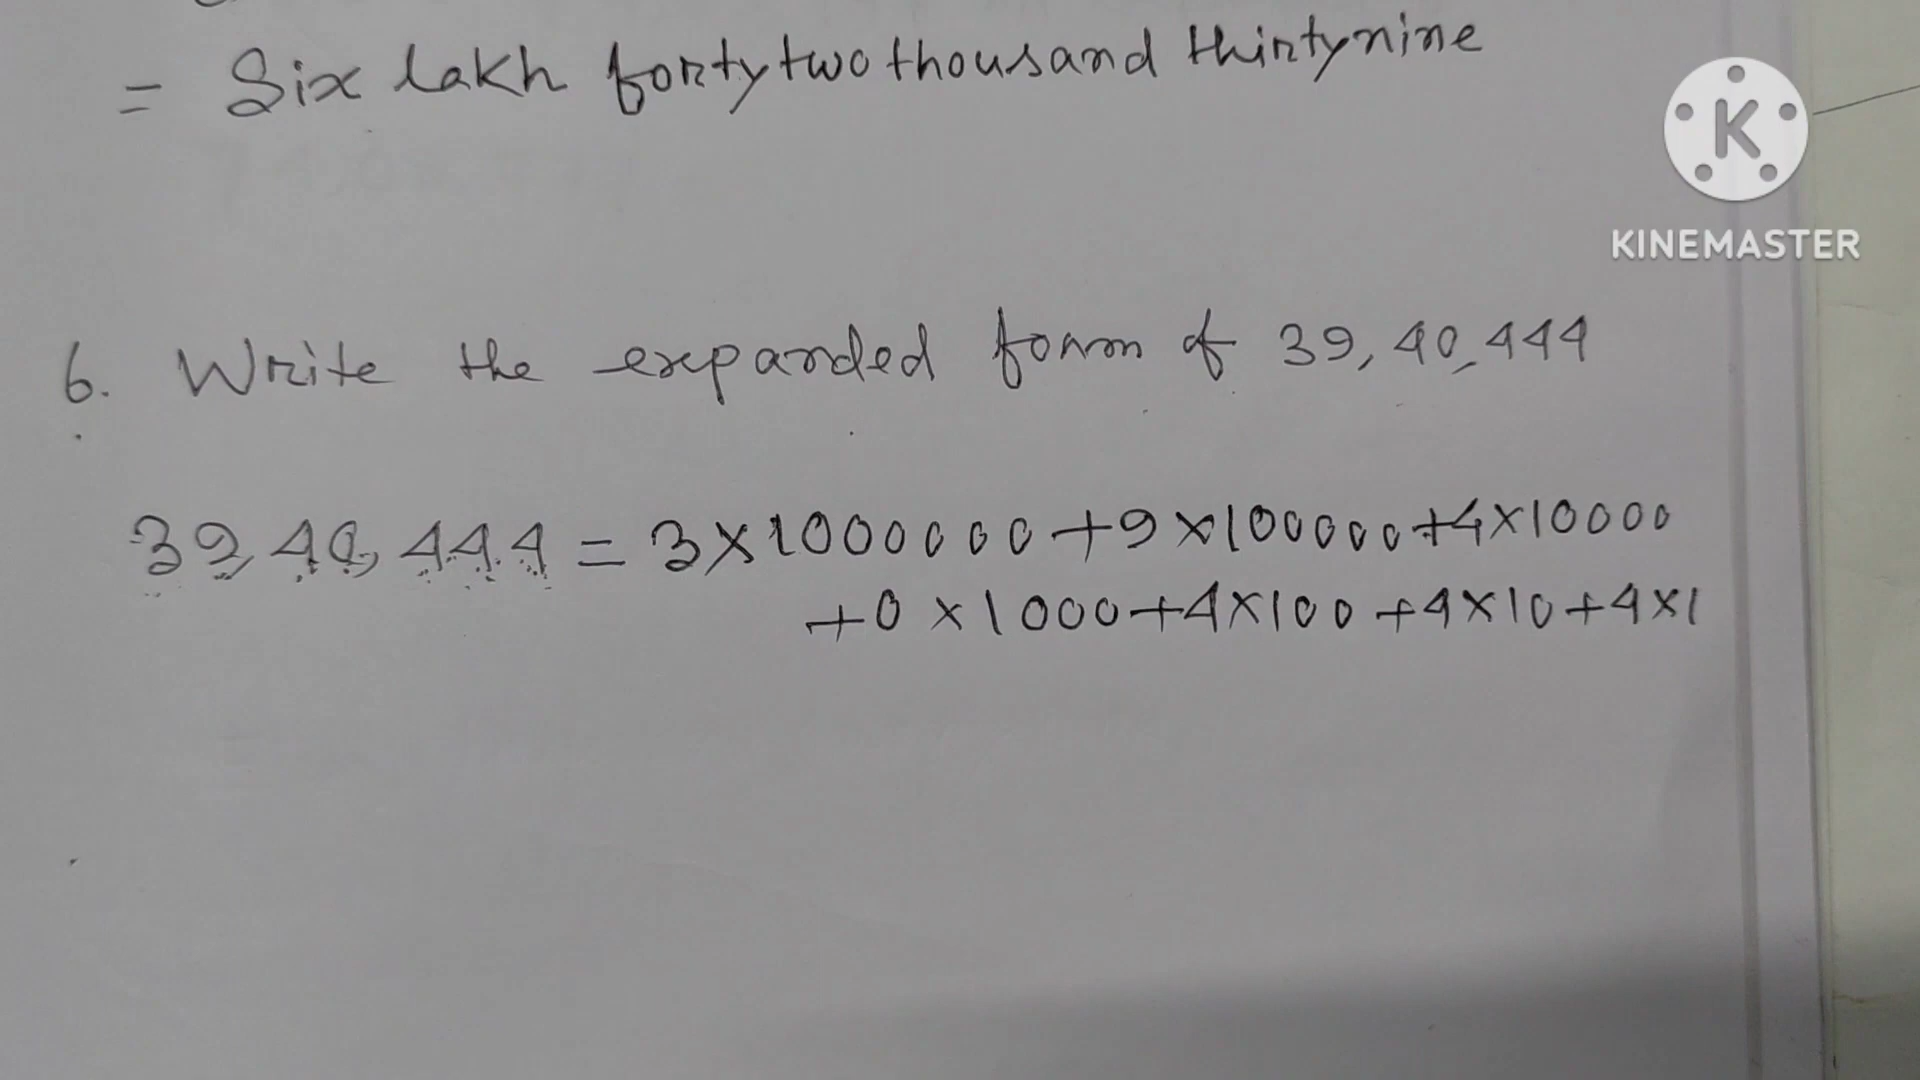 = Six lakh fortytwo thousand thirtynine
K
KINEMASTER
6. Write the expanded form of 39,40,444
39,40,444 = 3×1000000+9×100000+4×10000
+0×1000+4×100+4×10+4×1